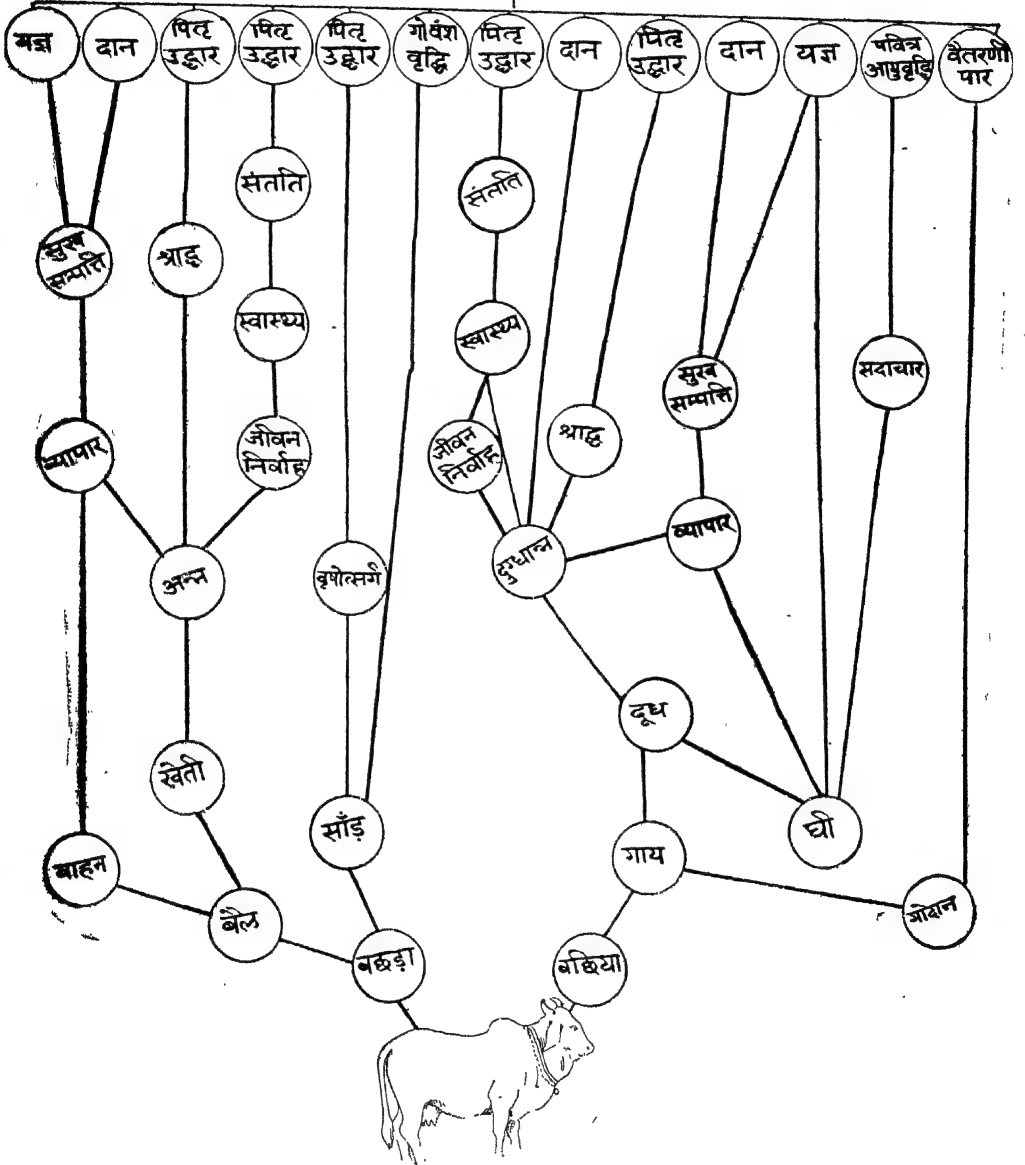 यज्ञ
दान
पितृ
उद्धार
पितृ
उद्धार
पितृ
उद्धार
गोवंश
वृद्धि
पितृ
उद्धार
दान
पितृ
उद्धार
दान
यज्ञ
पवित्र
आयुवृद्धि
वैतरणी
पार
संतति
संतति
सुख
सम्पत्ति
श्राद्ध
स्वास्थ्य
स्वास्थ्य
सुख
सम्पत्ति
सदाचार
व्यापार
जीवन
निर्वाह
जीवन
निर्वाह
श्राद्ध
व्यापार
अन्न
वृषोत्सर्ग
दुग्धान्न
दूध
खेती
साँड़
घी
गाय
वाहन
बैल
गोदान
बछड़ा
बछिया